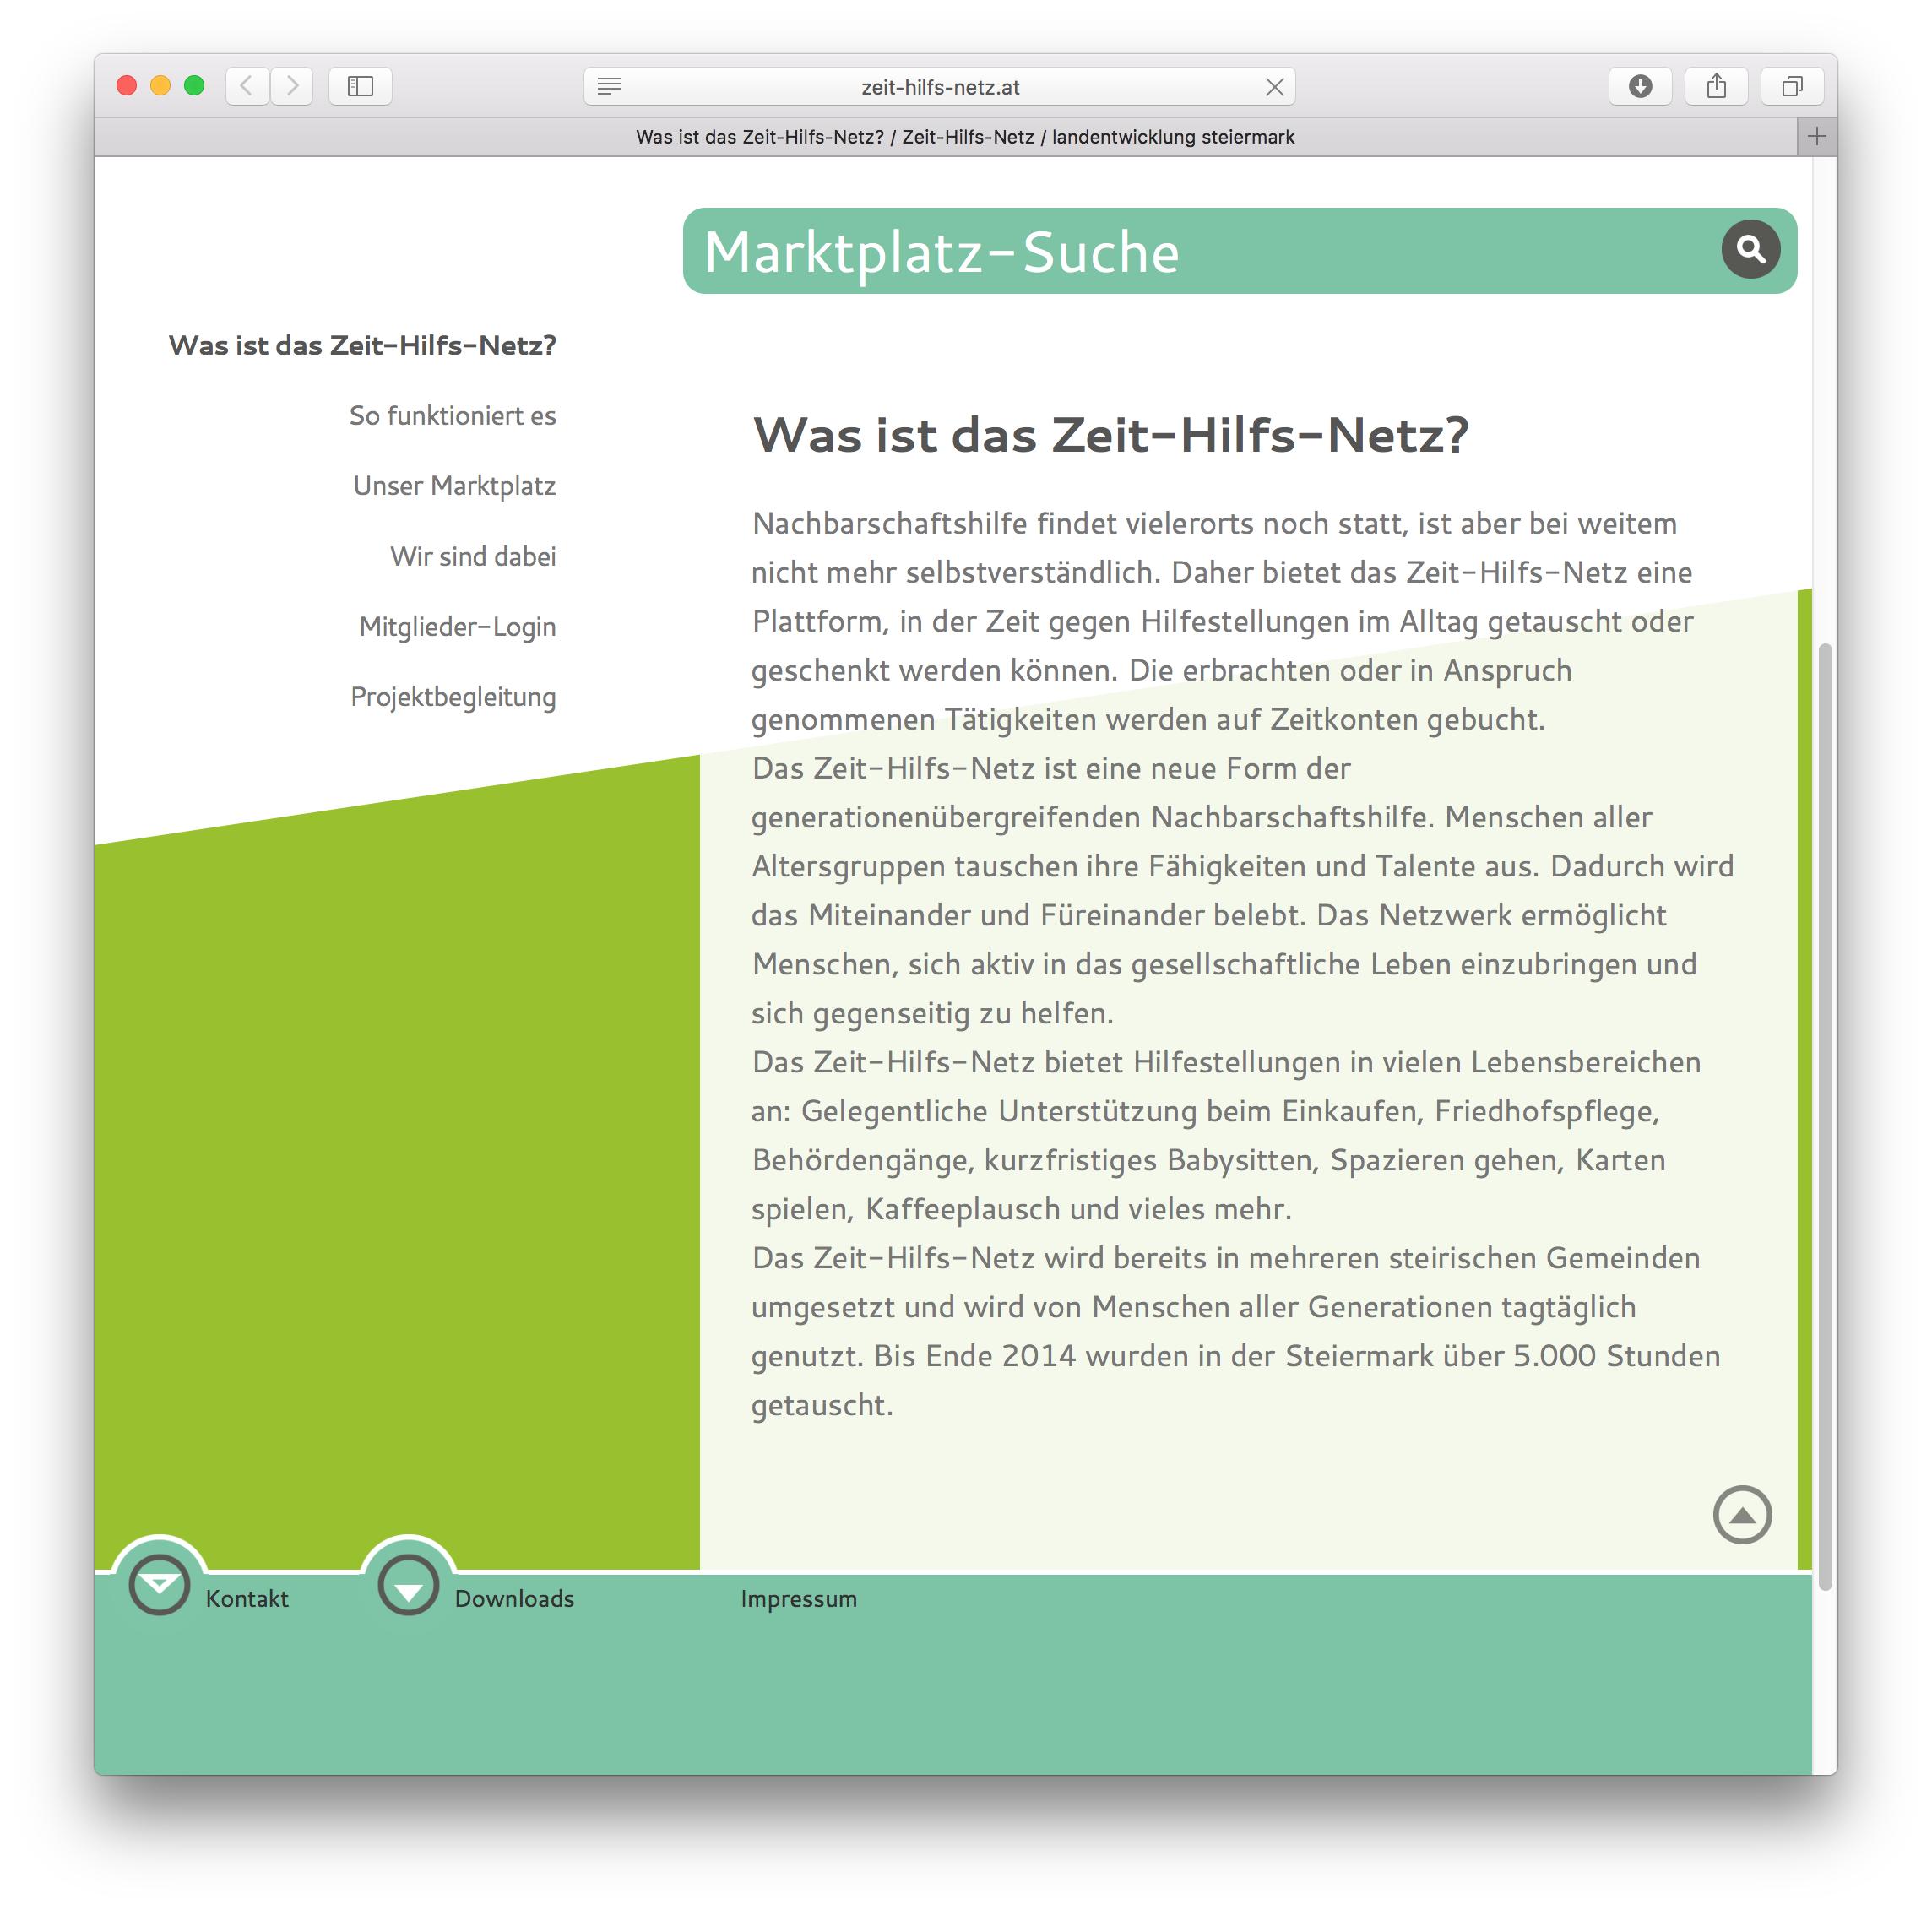 zeit-hilfs-netz.at
Was ist das Zeit-Hilfs-Netz? / Zeit-Hilfs-Netz / landentwicklung steiermark
Marktplatz-Suche
Was ist das Zeit-Hilfs-Netz?
So funktioniert es
Unser Marktplatz
Wir sind dabei
Mitglieder-Login
Projektbegleitung
Was ist das Zeit-Hilfs-Netz?
Nachbarschaftshilfe findet vielerorts noch statt, ist aber bei weitem
nicht mehr selbstverständlich. Daher bietet das Zeit-Hilfs-Netz eine
Plattform, in der Zeit gegen Hilfestellungen im Alltag getauscht oder
geschenkt werden können. Die erbrachten oder in Anspruch
genommenen Tätigkeiten werden auf Zeitkonten gebucht.
Das Zeit-Hilfs-Netz ist eine neue Form der
generationenübergreifenden Nachbarschaftshilfe. Menschen aller
Altersgruppen tauschen ihre Fähigkeiten und Talente aus. Dadurch wird
das Miteinander und Füreinander belebt. Das Netzwerk ermöglicht
Menschen, sich aktiv in das gesellschaftliche Leben einzubringen und
sich gegenseitig zu helfen.
Das Zeit-Hilfs-Netz bietet Hilfestellungen in vielen Lebensbereichen
an: Gelegentliche Unterstützung beim Einkaufen, Friedhofspflege,
Behördengänge, kurzfristiges Babysitten, Spazieren gehen, Karten
spielen, Kaffeeplausch und vieles mehr.
Das Zeit-Hilfs-Netz wird bereits in mehreren steirischen Gemeinden
umgesetzt und wird von Menschen aller Generationen tagtäglich
genutzt. Bis Ende 2014 wurden in der Steiermark über 5.000 Stunden
getauscht.
Kontakt
Downloads
Impressum